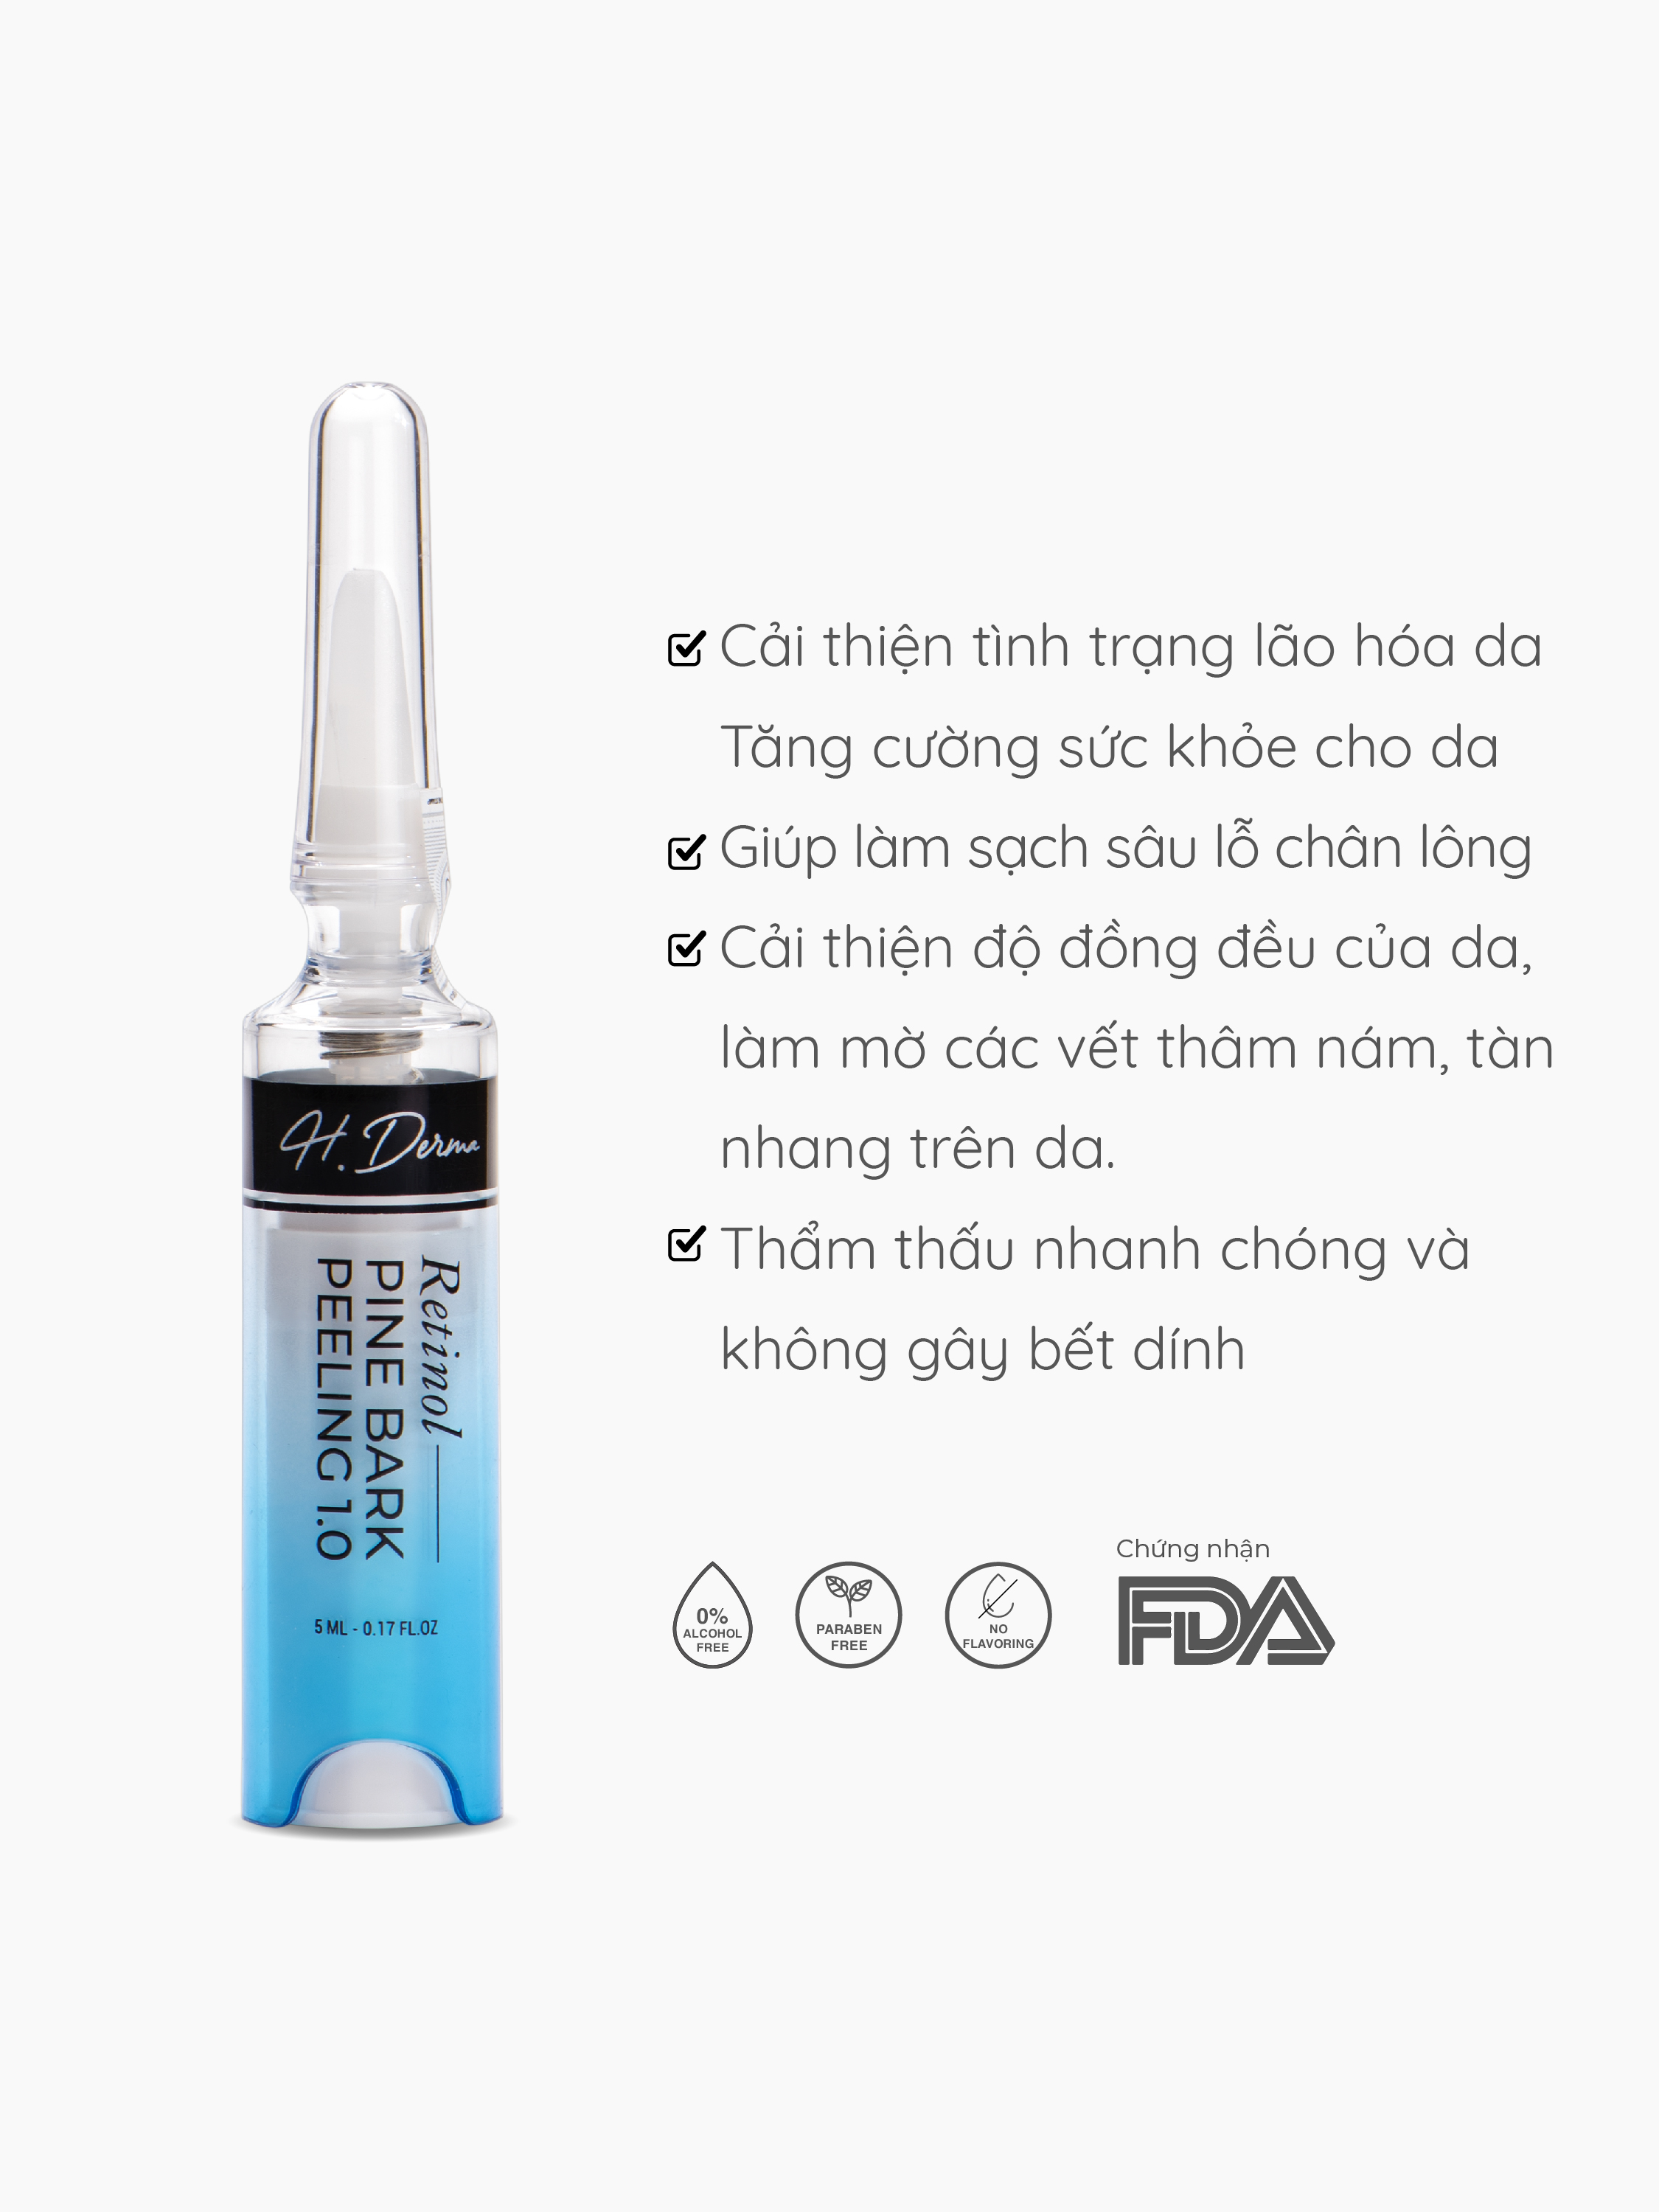 Cải thiện tình trạng lão hóa da
Tăng cường sức khỏe cho da
Giúp làm sạch sâu lỗ chân lông
Cải thiện độ đồng đều của da,
làm mờ các vết thâm nám, tàn
nhang trên da.
Thẩm thấu nhanh chóng và
không gây bết dính
H. Derma
Retinol
PINE BARK
PEELING 1.0
5 ML - 0.17 FL.OZ
0%
ALCOHOL
FREE
PARABEN
FREE
NO
FLAVORING
Chứng nhận
FDA